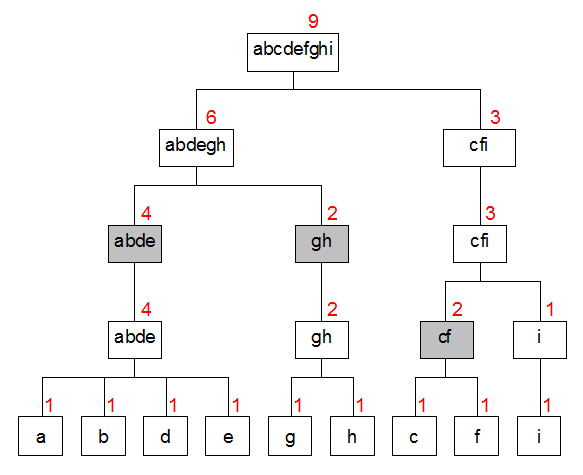 9
abcdefghi
6 3
abdegh cfi
4 2 3
abde gh cfi
4 2 2 1
abde gh cf i
1 1 1 1 1 1 1 1 1
a b d e g h c f i